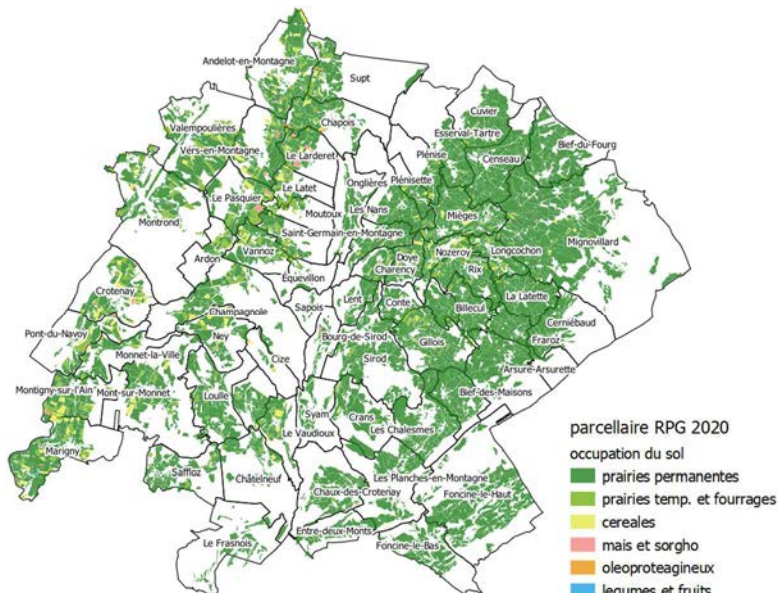 Andelot-en-Montagne
Supt
Cuvier
Chapois
Valempoulières
Esserval-Tartre
Bief-du-Fourg
Vers-en-Montagne
Le Larderet
Plénise
Censeau
Onglières
Plénisette
Le Latet
Le Pasquier
Les Nans
Moutoux
Mièges
Montrond
Saint-Germain-en-Montagne
Mignovillard
Vannoz
Nozeroy
Longcochon
Ardon
Doye
Charency
Rix
Équevillon
Crotenay
La Latette
Lent
Conte
Sapois
Billecul
Champagnole
Cerniébaud
Pont-du-Navoy
Ney
Bourg-de-Sirod
Gillois
Fraroz
Monnet-la-Ville
Cize
Sirod
Arsure-Arsurette
Montigny-sur-l'Ain
Mont-sur-Monnet
Loulle
Bief-des-Maisons
Syam
Crans
Les Chalesmes
Le Vaudioux
Marigny
Saffloz
Châtelneuf
Les Planches-en-Montagne
Chaux-des-Crotenay
Foncine-le-Haut
Entre-deux-Monts
Le Frasnois
Foncine-le-Bas
parcellaire RPG 2020
occupation du sol
prairies permanentes
prairies temp. et fourrages
cereales
mais et sorgho
oleoproteagineux
legumes et fruits